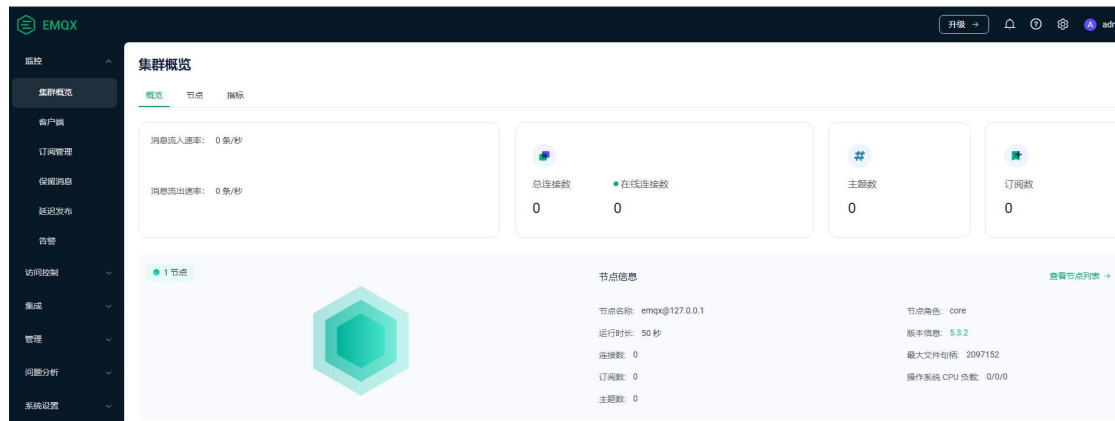 EMQX
升级 →
adr
监控
集群概览
客户端
订阅管理
保留消息
延迟发布
告警
访问控制
集成
管理
问题分析
系统设置
集群概览
概览 节点 指标
消息流入速率: 0 条/秒
消息流出速率: 0 条/秒
总连接数 在线连接数
0 0
主题数
0
订阅数
0
1 节点
节点信息
查看节点列表 →
节点名称: emqx@127.0.0.1
节点角色: core
运行时长: 50 秒
版本信息: 5.3.2
连接数: 0
最大文件句柄: 2097152
订阅数: 0
操作系统 CPU 负载: 0/0/0
主题数: 0